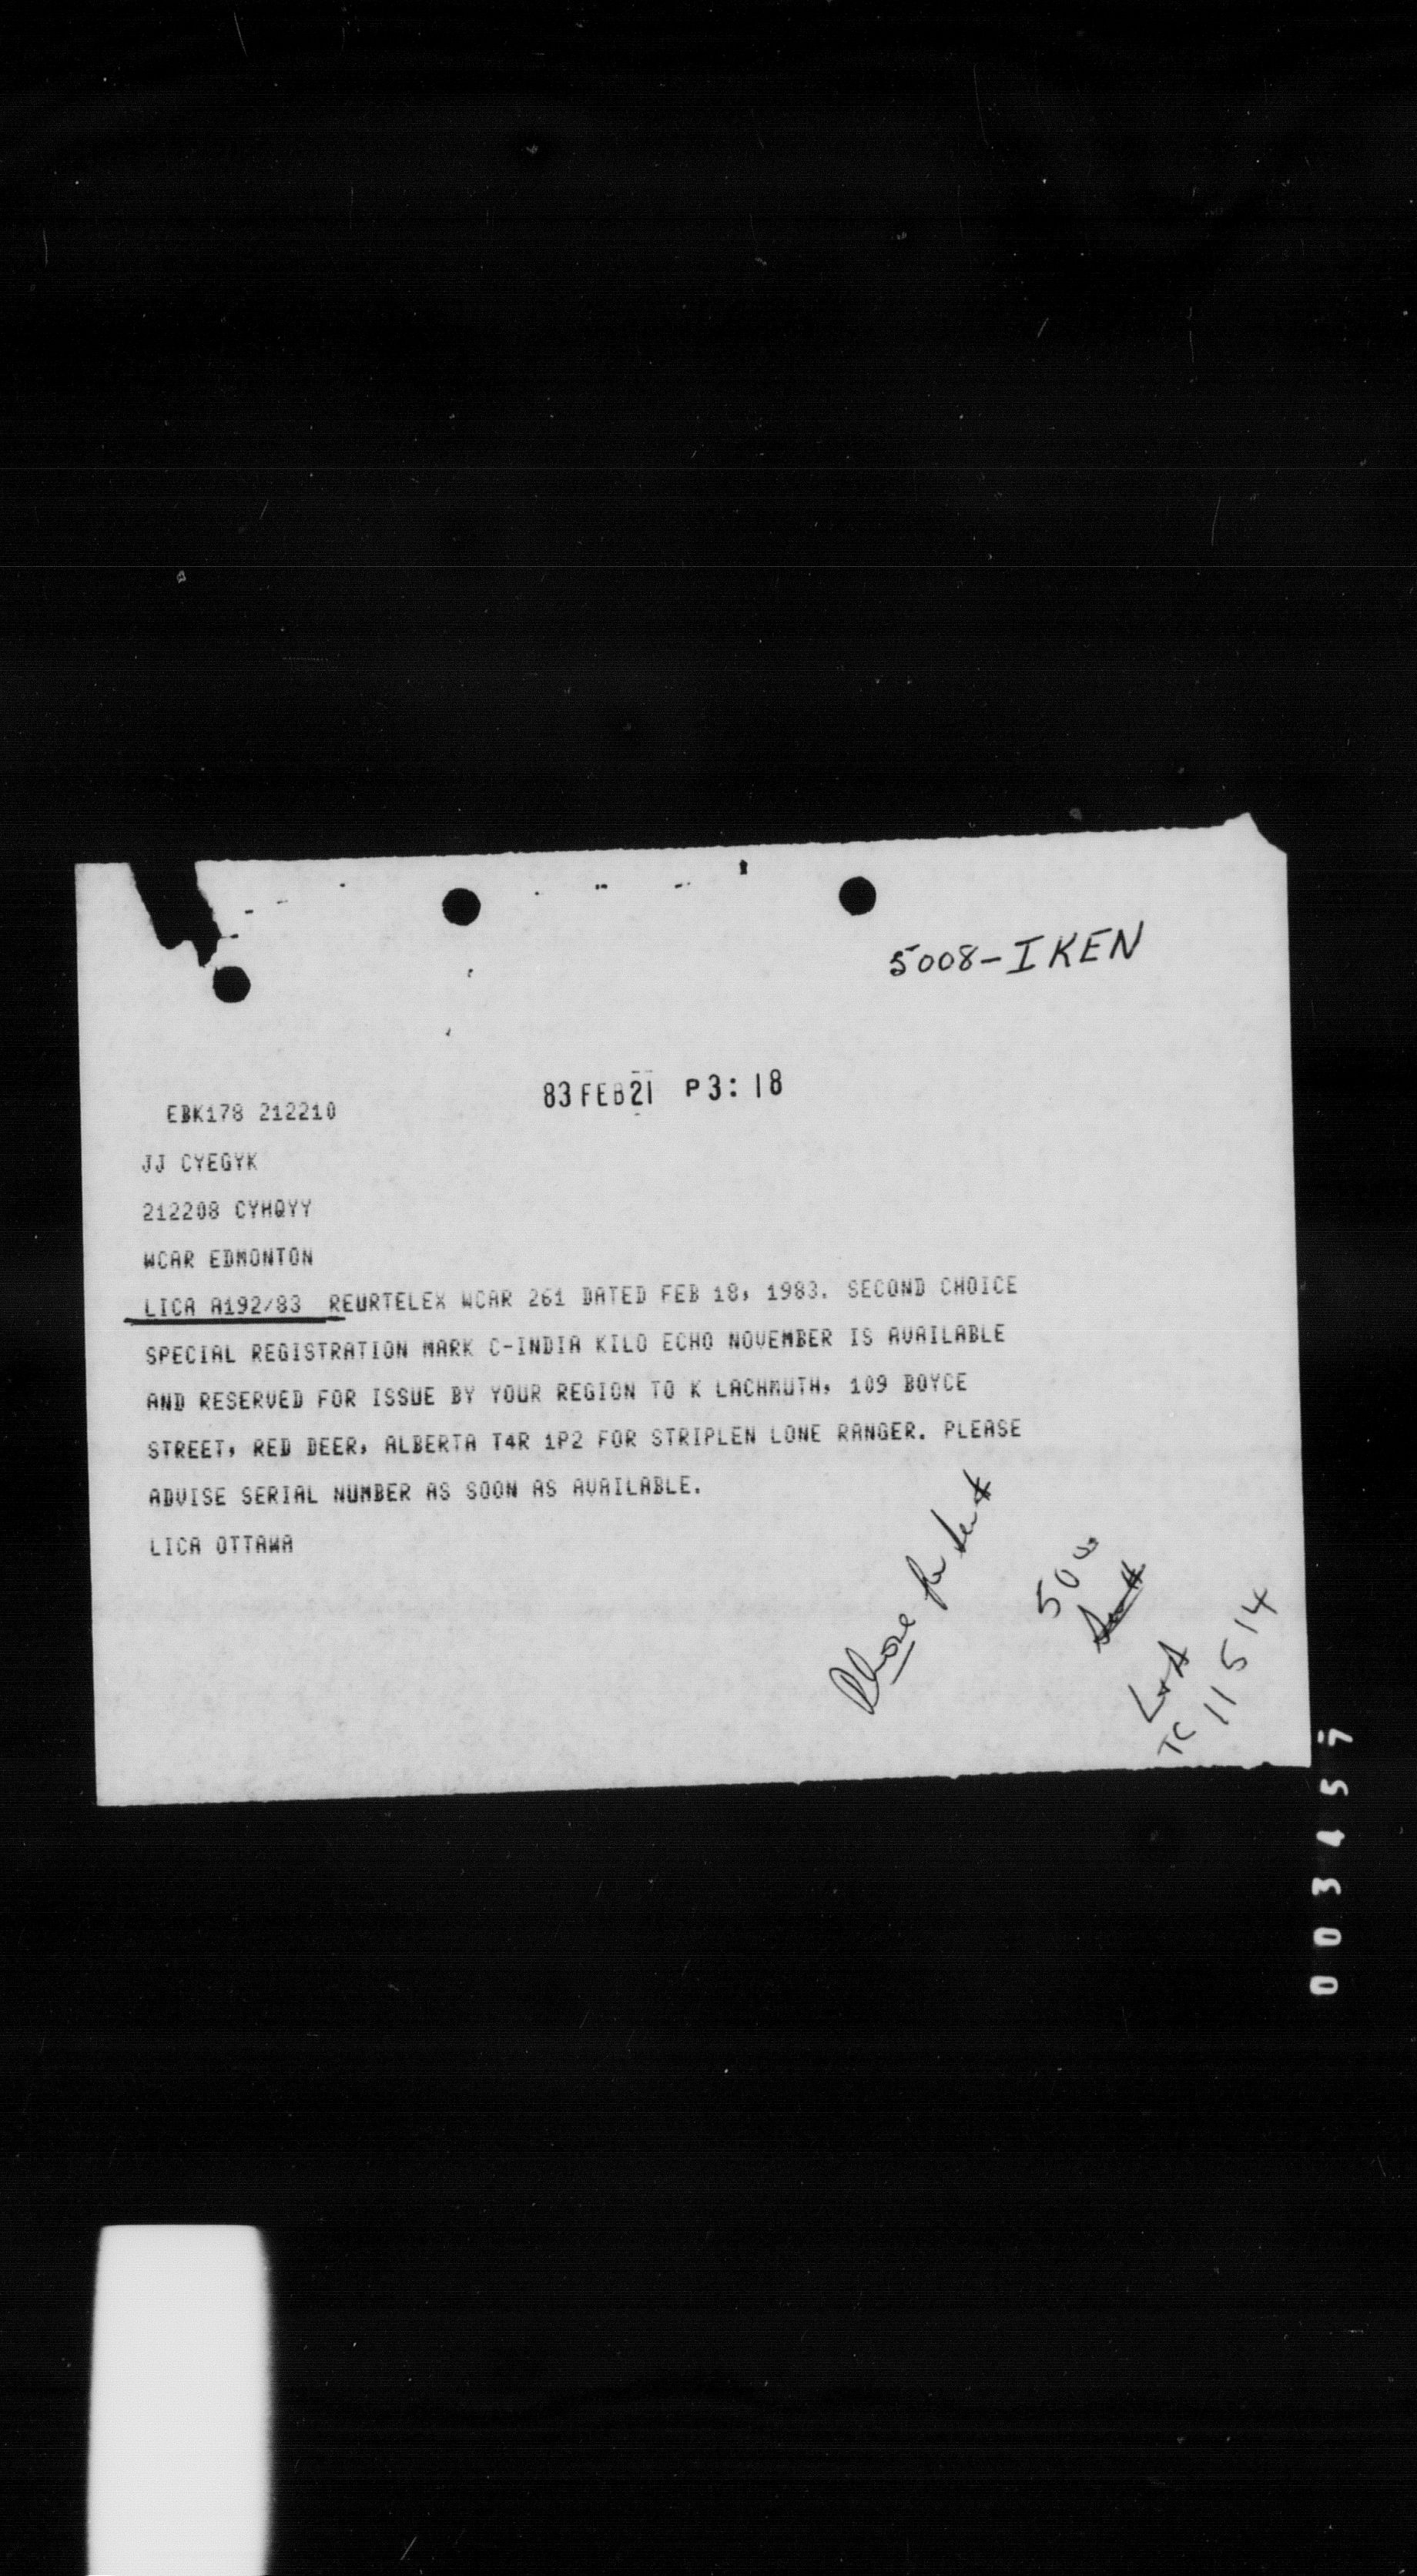 5008-IKEN
83 FEB 21 P3:18
EBK178 212210
JJ CYEGYK
212208 CYHQYY
WCAR EDMONTON
LICA A192/83 REURTELEX WCAR 261 DATED FEB 18, 1983. SECOND CHOICE
SPECIAL REGISTRATION MARK C-INDIA KILO ECHO NOVEMBER IS AVAILABLE
AND RESERVED FOR ISSUE BY YOUR REGION TO K LACHMUTH, 109 BOYCE
STREET, RED DEER, ALBERTA T4R 1P2 FOR STRIPLEN LONE RANGER. PLEASE
ADVISE SERIAL NUMBER AS SOON AS AVAILABLE.
LICA OTTAWA
500
TC 11514
003457